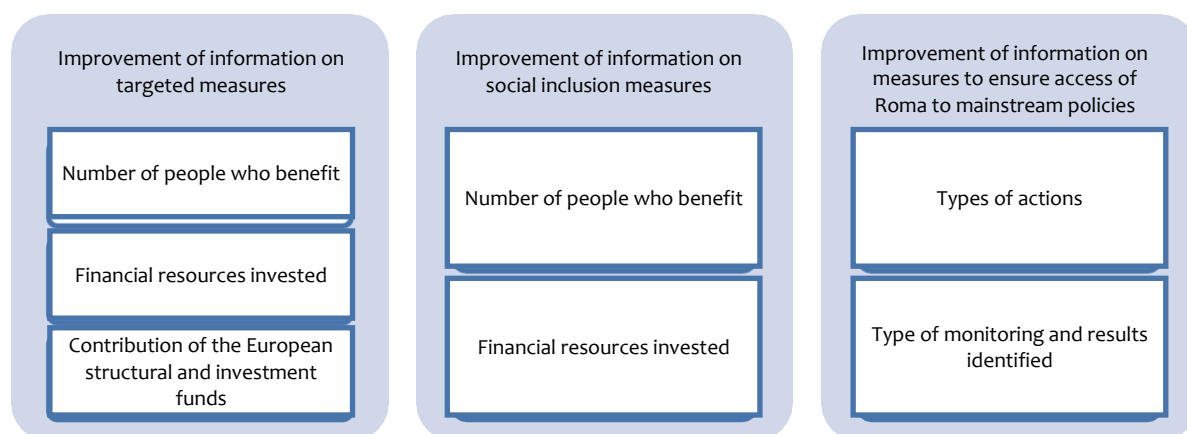 Improvement of information on
targeted measures
Number of people who benefit
Financial resources invested
Contribution of the European
structural and investment
funds
Improvement of information on
social inclusion measures
Number of people who benefit
Financial resources invested
Improvement of information on
measures to ensure access of
Roma to mainstream policies
Types of actions
Type of monitoring and results
identified